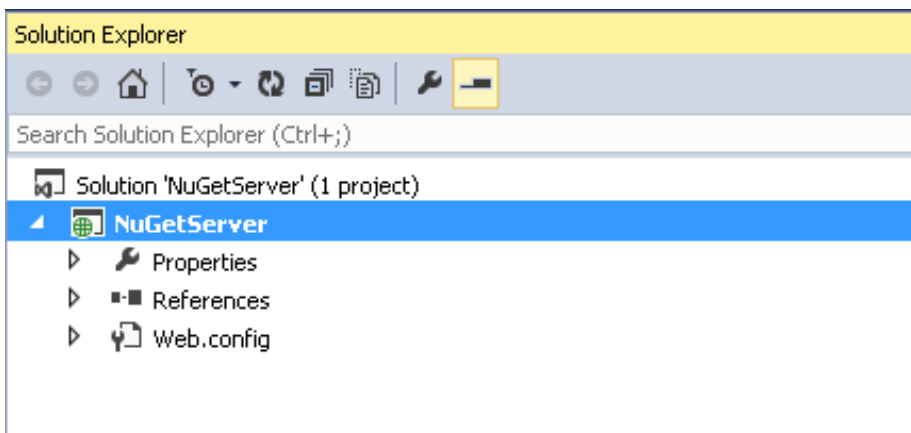 Solution Explorer
Search Solution Explorer (Ctrl+;)
Solution 'NuGetServer' (1 project)
NuGetServer
Properties
References
Web.config